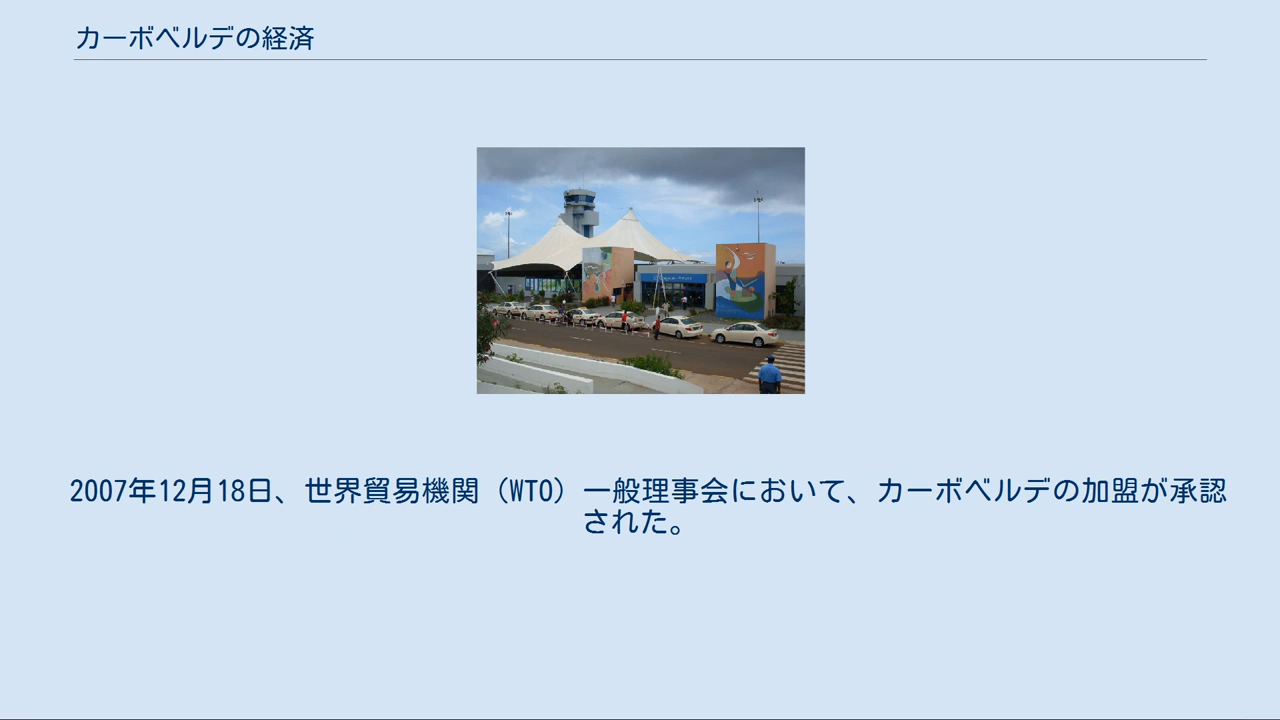 カーボベルデの経済
2007年12月18日、世界貿易機関（WTO）一般理事会において、カーボベルデの加盟が承認
された。